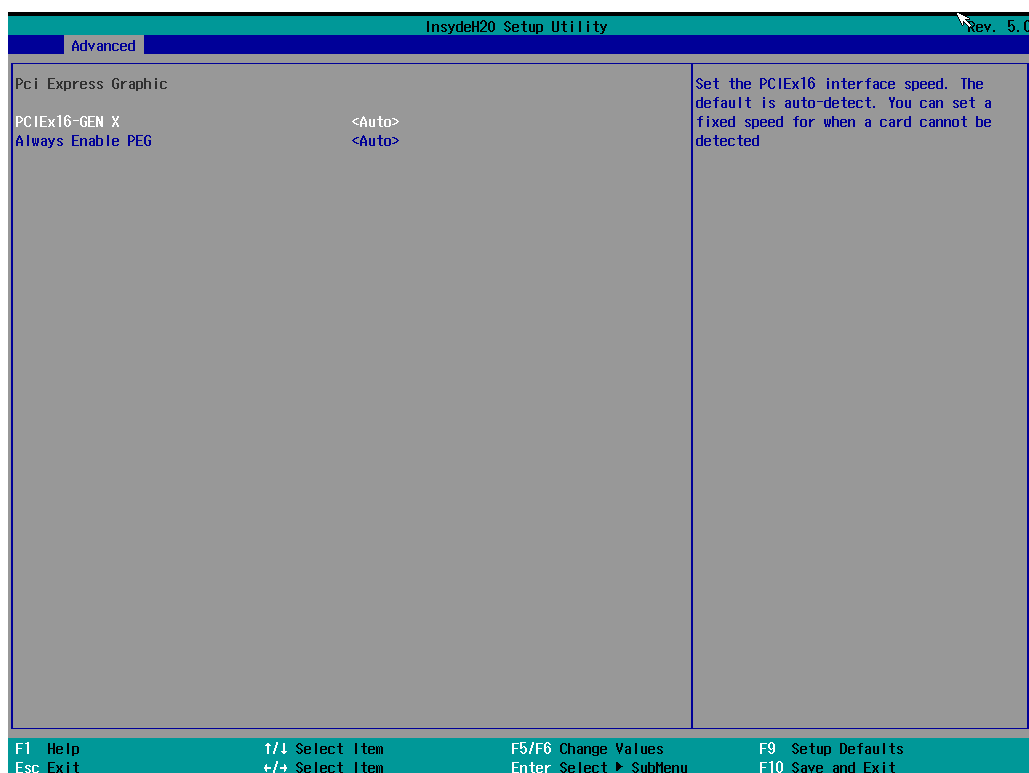 InsydeH20 Setup Utility Rev. 5.0
Advanced
Pci Express Graphic
PCIEx16-GEN X <Auto>
Always Enable PEG <Auto>
Set the PCIEx16 interface speed. The
default is auto-detect. You can set a
fixed speed for when a card cannot be
detected
F1 Help ↑/↓ Select Item F5/F6 Change Values F9 Setup Defaults
Esc Exit ←/→ Select Item Enter Select ▶ SubMenu F10 Save and Exit